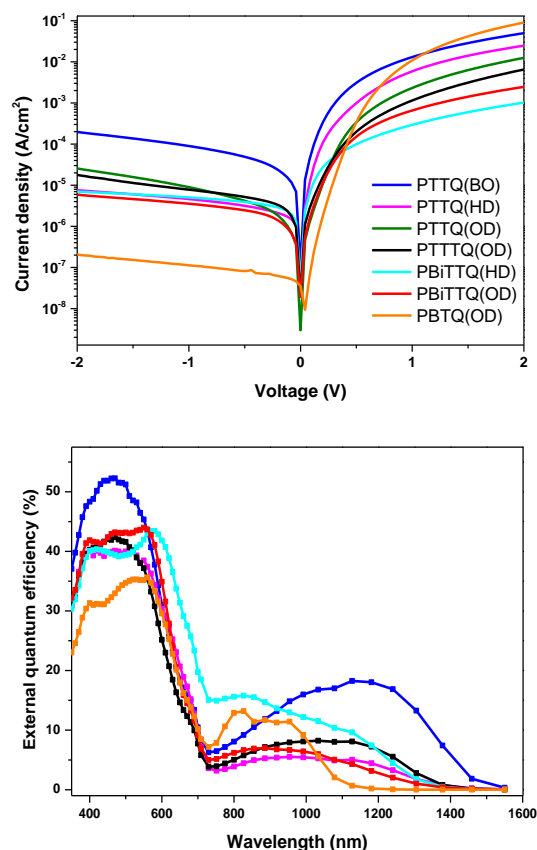 10⁻¹
10⁻²
10⁻³
10⁻⁴
10⁻⁵
10⁻⁶
10⁻⁷
10⁻⁸
Current density (A/cm²)
PTTQ(BO)
PTTQ(HD)
PTTQ(OD)
PTTTQ(OD)
PBiTTQ(HD)
PBiTTQ(OD)
PBTQ(OD)
-2 -1 0 1 2
Voltage (V)
50
40
30
20
10
0
External quantum efficiency (%)
400 600 800 1000 1200 1400 1600
Wavelength (nm)